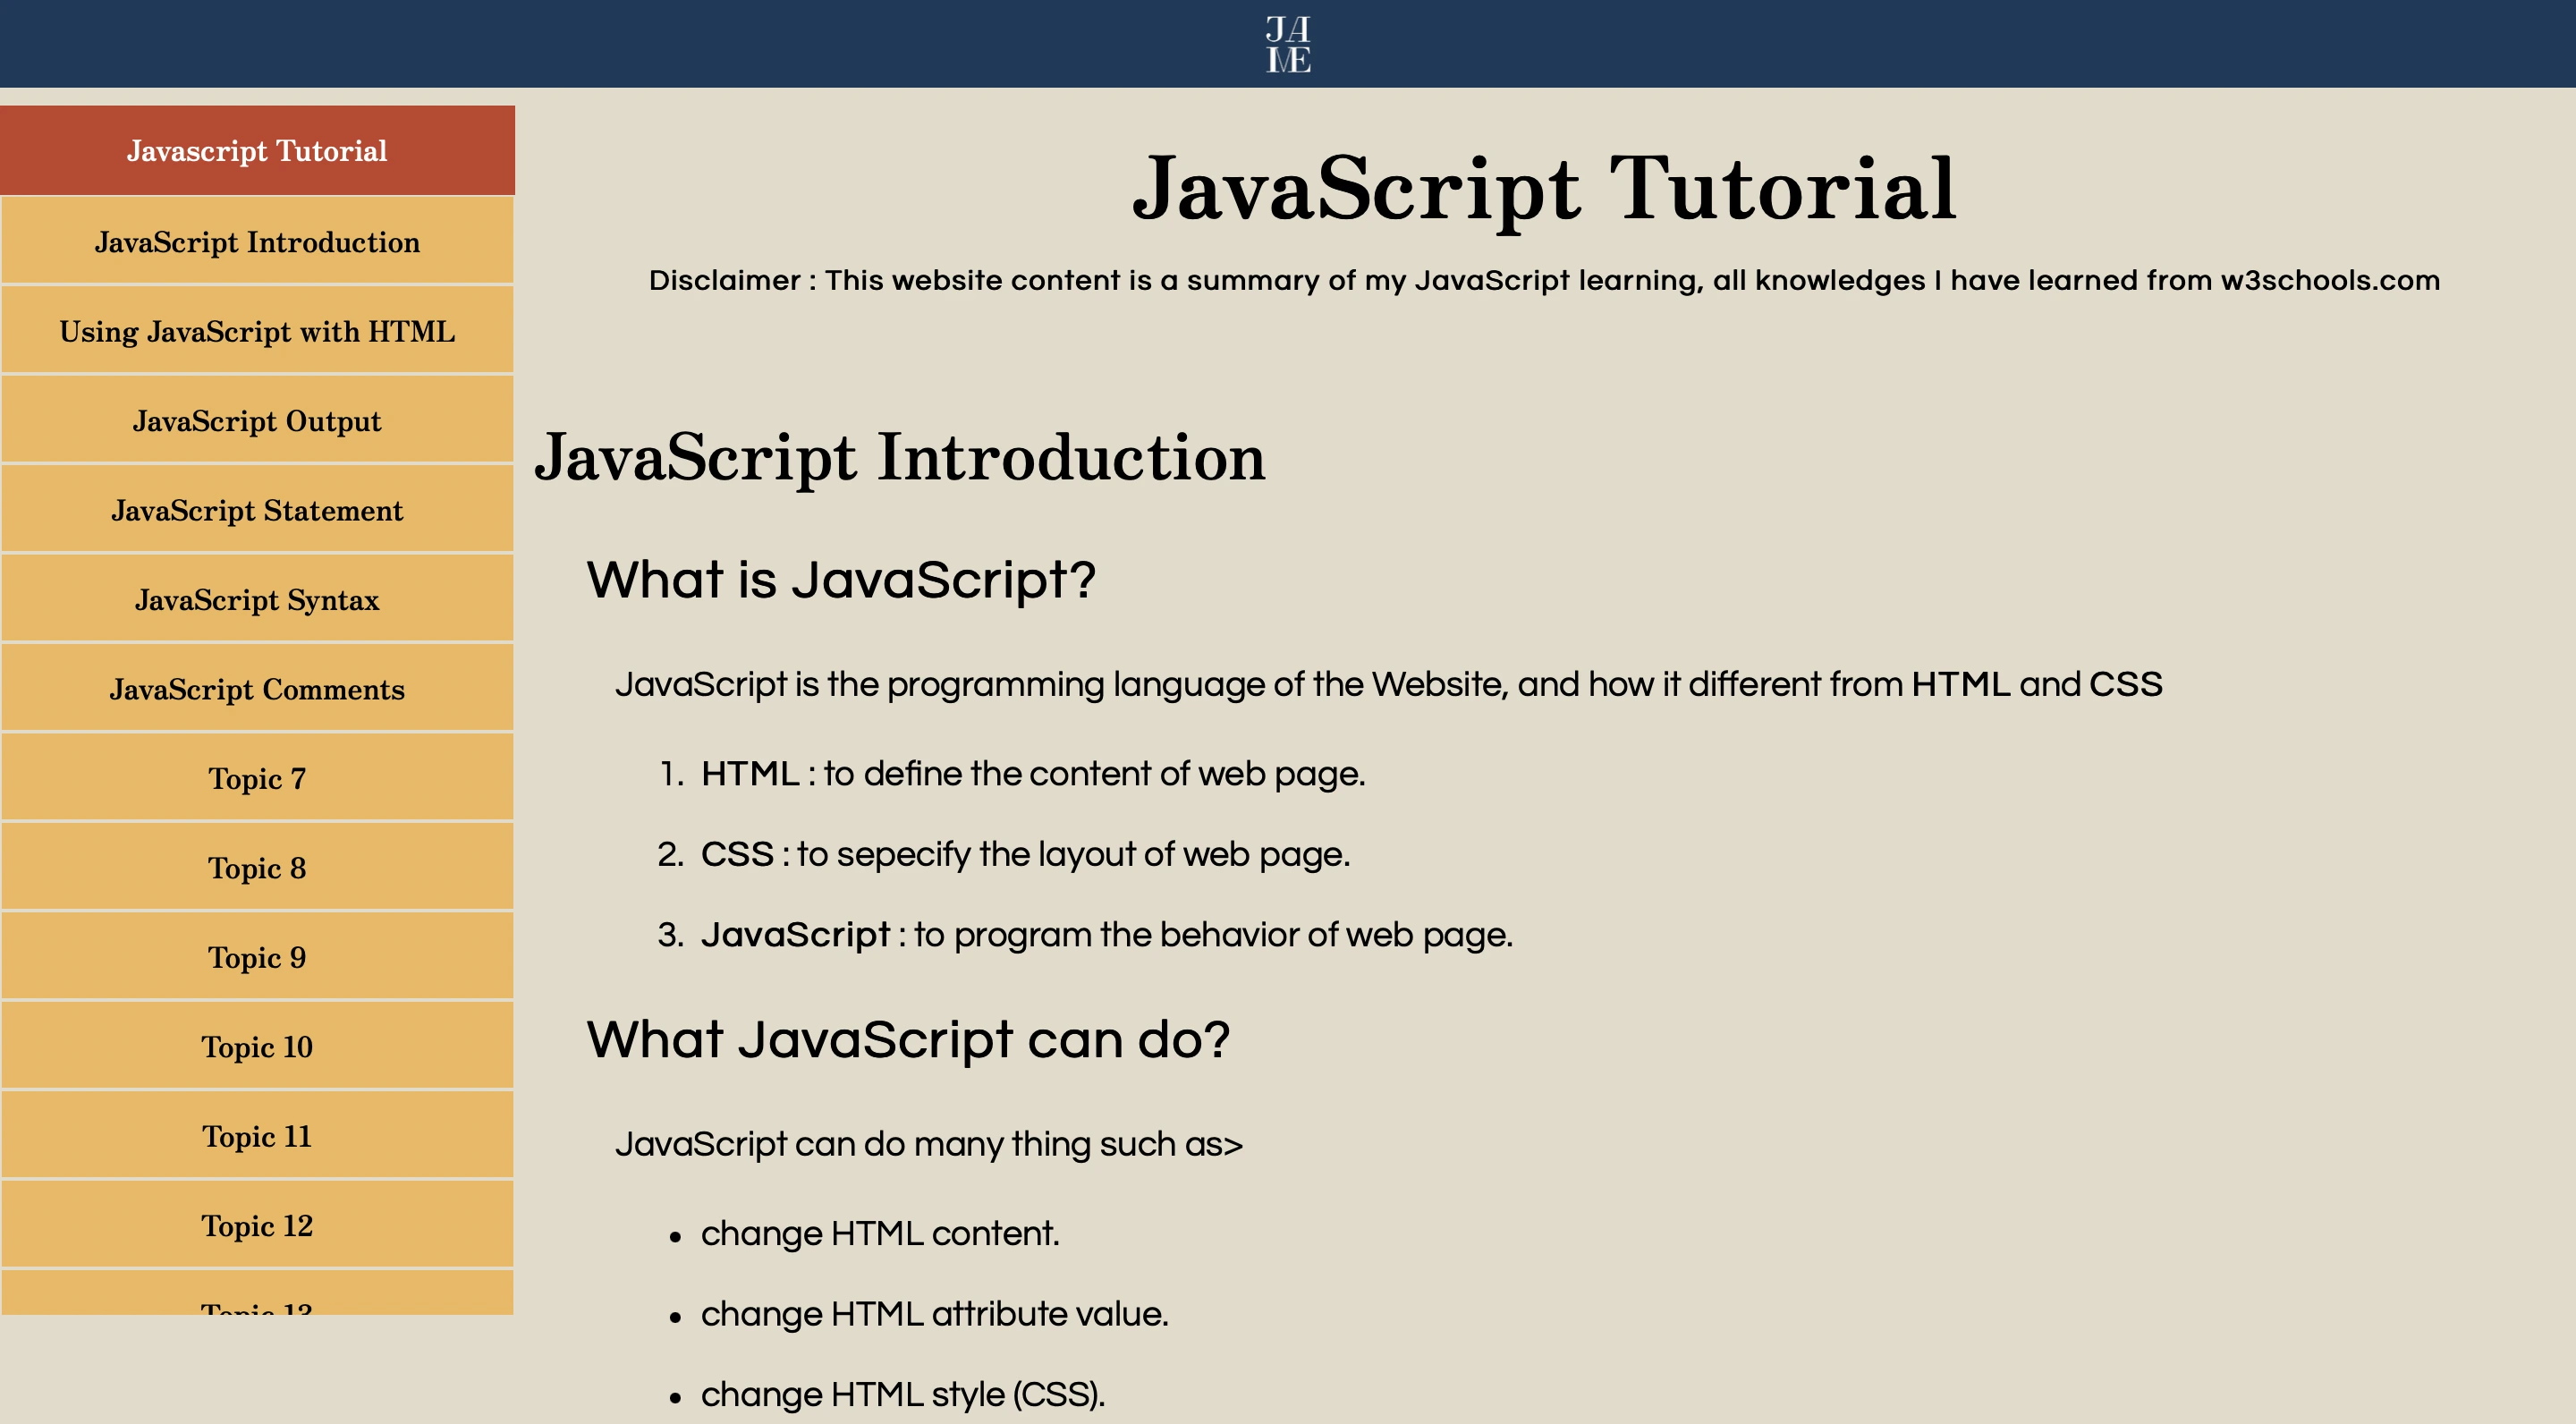 JA
ME
Javascript Tutorial
JavaScript Introduction
Using JavaScript with HTML
JavaScript Output
JavaScript Statement
JavaScript Syntax
JavaScript Comments
Topic 7
Topic 8
Topic 9
Topic 10
Topic 11
Topic 12
Topic 13
JavaScript Tutorial
Disclaimer : This website content is a summary of my JavaScript learning, all knowledges I have learned from w3schools.com
JavaScript Introduction
What is JavaScript?
JavaScript is the programming language of the Website, and how it different from HTML and CSS
1. HTML : to define the content of web page.
2. CSS : to sepecify the layout of web page.
3. JavaScript : to program the behavior of web page.
What JavaScript can do?
JavaScript can do many thing such as>
• change HTML content.
• change HTML attribute value.
• change HTML style (CSS).